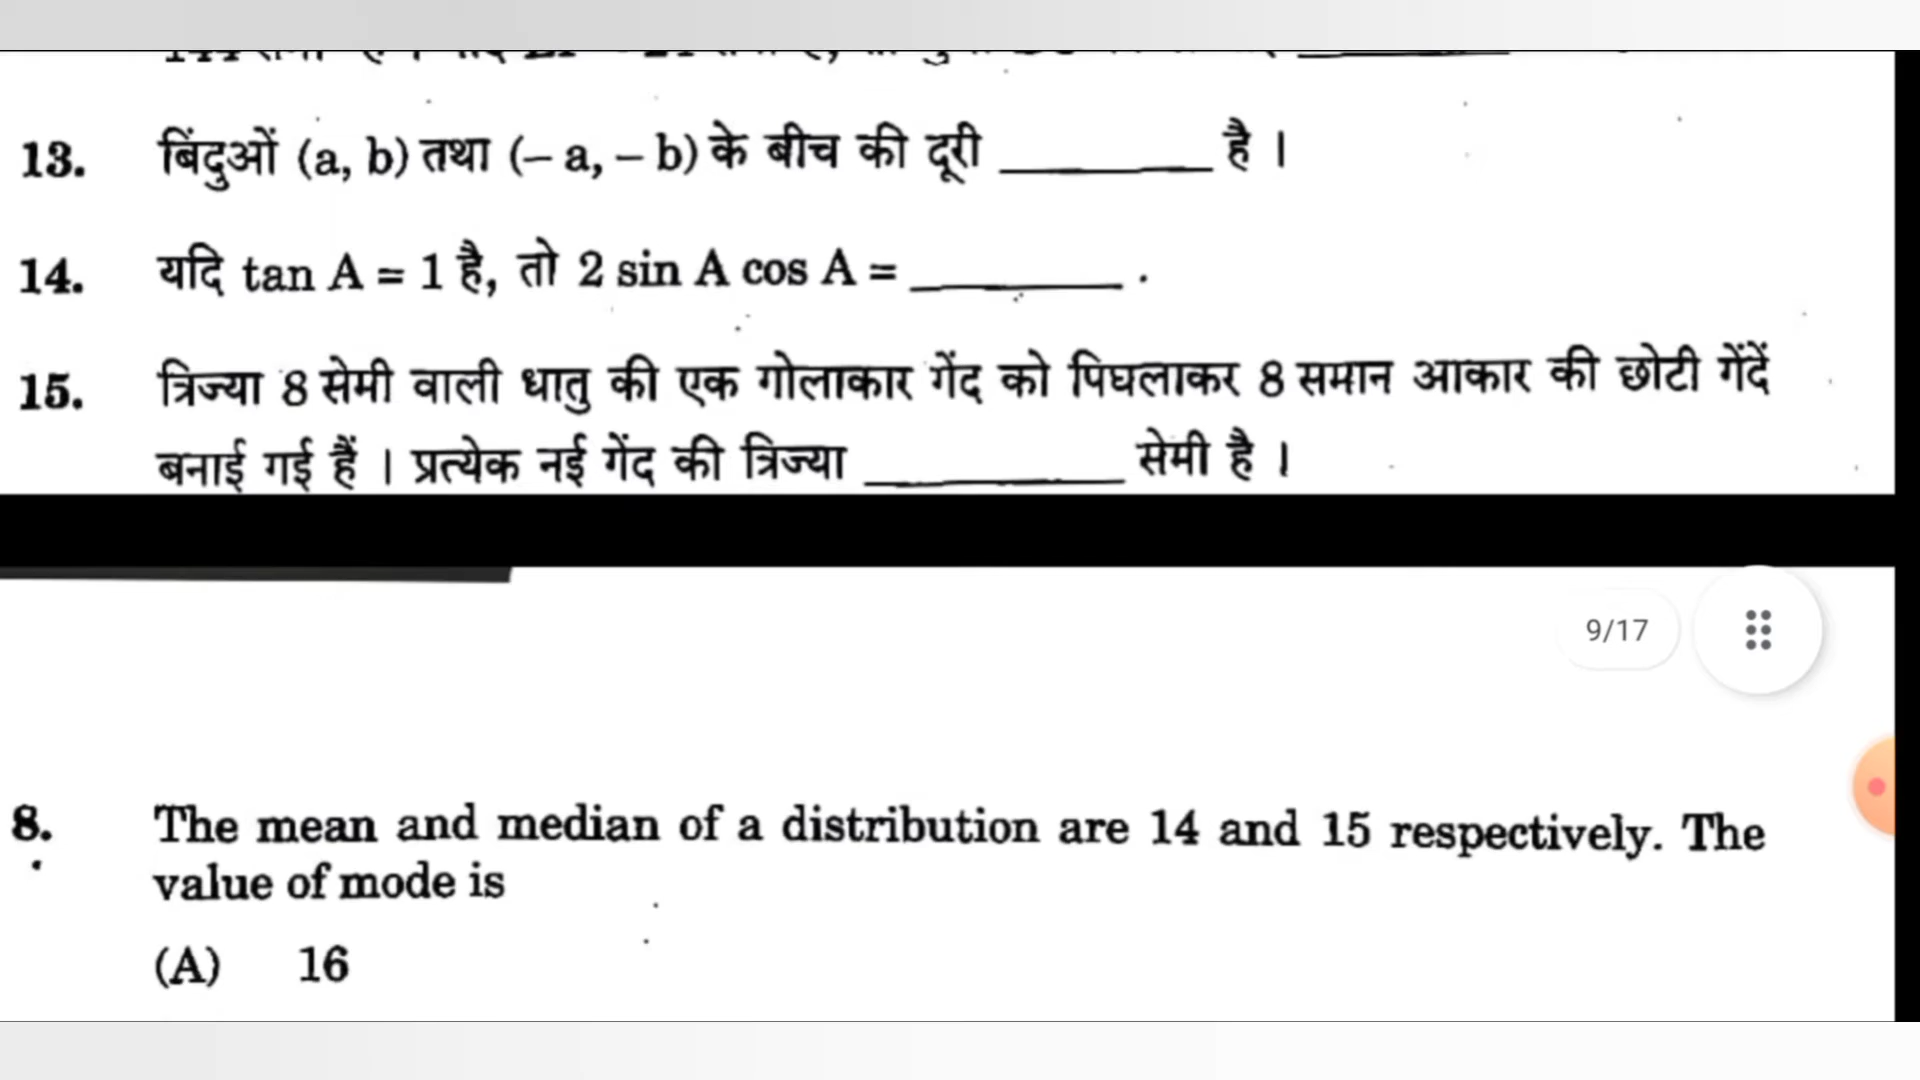 13. बिंदुओं (a, b) तथा (– a, – b) के बीच की दूरी ________ है ।
14. यदि tan A = 1 है, तो 2 sin A cos A = ________ .
15. त्रिज्या 8 सेमी वाली धातु की एक गोलाकार गेंद को पिघलाकर 8 समान आकार की छोटी गेंदें
बनाई गई हैं । प्रत्येक नई गेंद की त्रिज्या ________ सेमी है ।
9/17
8. The mean and median of a distribution are 14 and 15 respectively. The
value of mode is
(A) 16